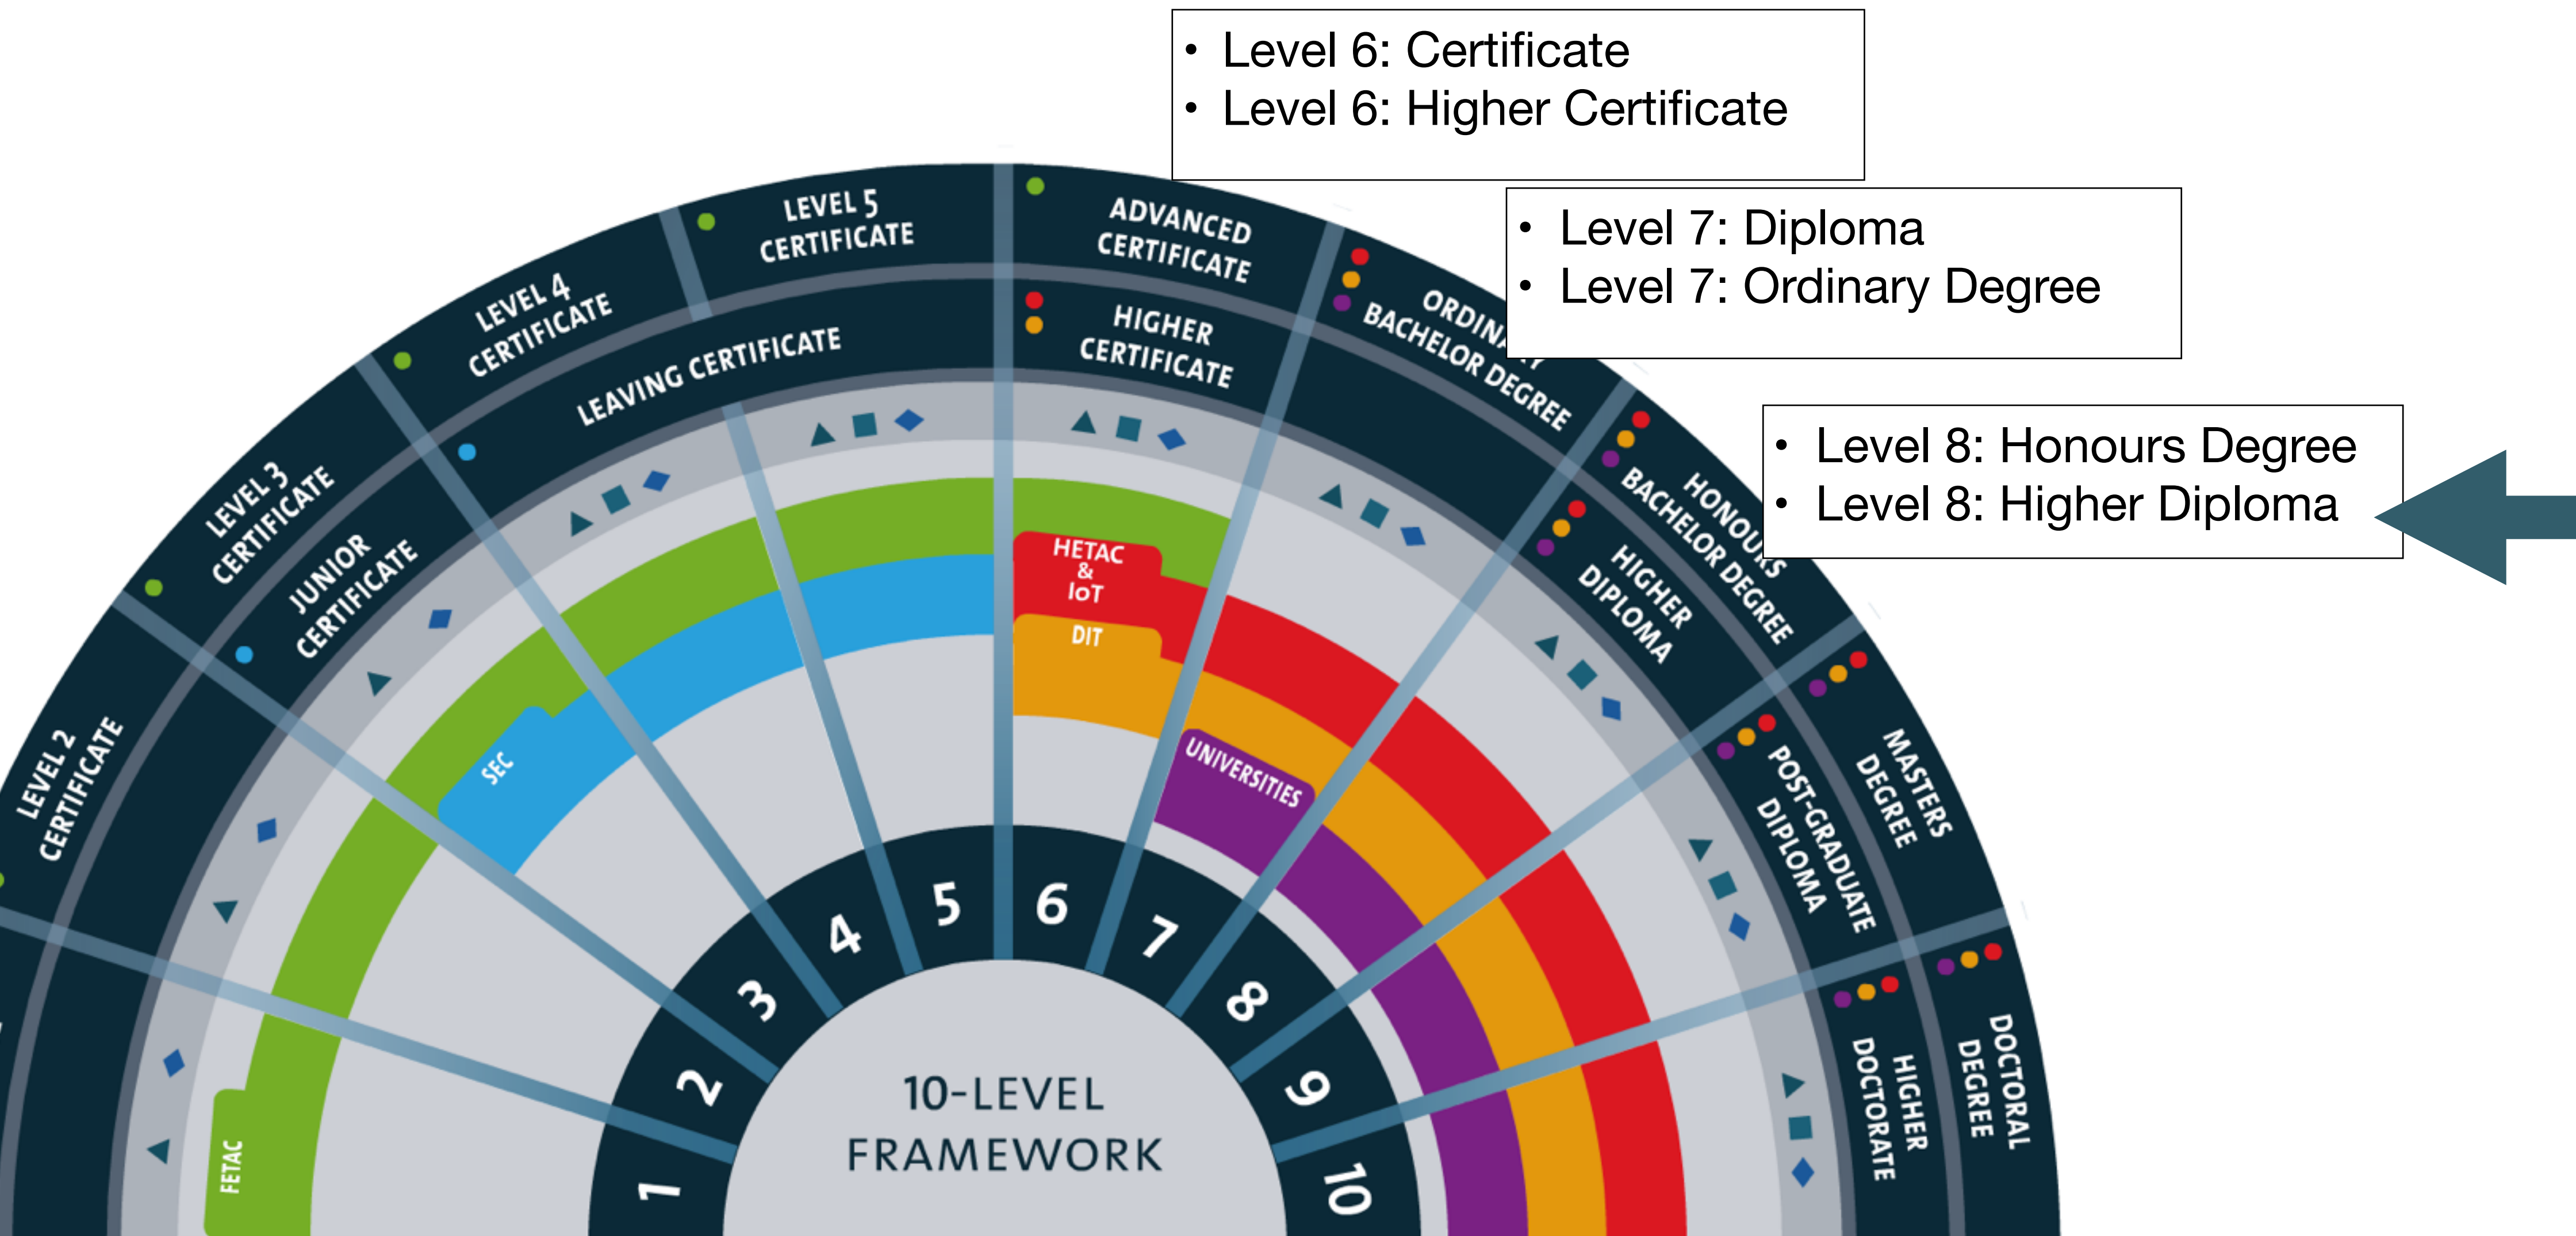 • Level 6: Certificate
• Level 6: Higher Certificate
• Level 7: Diploma
• Level 7: Ordinary Degree
• Level 8: Honours Degree
• Level 8: Higher Diploma
LEVEL 2
CERTIFICATE
LEVEL 3
CERTIFICATE
JUNIOR
CERTIFICATE
LEVEL 4
CERTIFICATE
LEVEL 5
CERTIFICATE
LEAVING CERTIFICATE
ADVANCED
CERTIFICATE
HIGHER
CERTIFICATE
BACHELOR DEGREE
HONOURS
BACHELOR DEGREE
HIGHER
DIPLOMA
MASTERS
DEGREE
POST-GRADUATE
DIPLOMA
DOCTORAL
DEGREE
HIGHER
DOCTORATE
FETAC
SEC
HETAC
&
IoT
DIT
UNIVERSITIES
1
2
3
4
5
6
7
8
9
10
10-LEVEL
FRAMEWORK